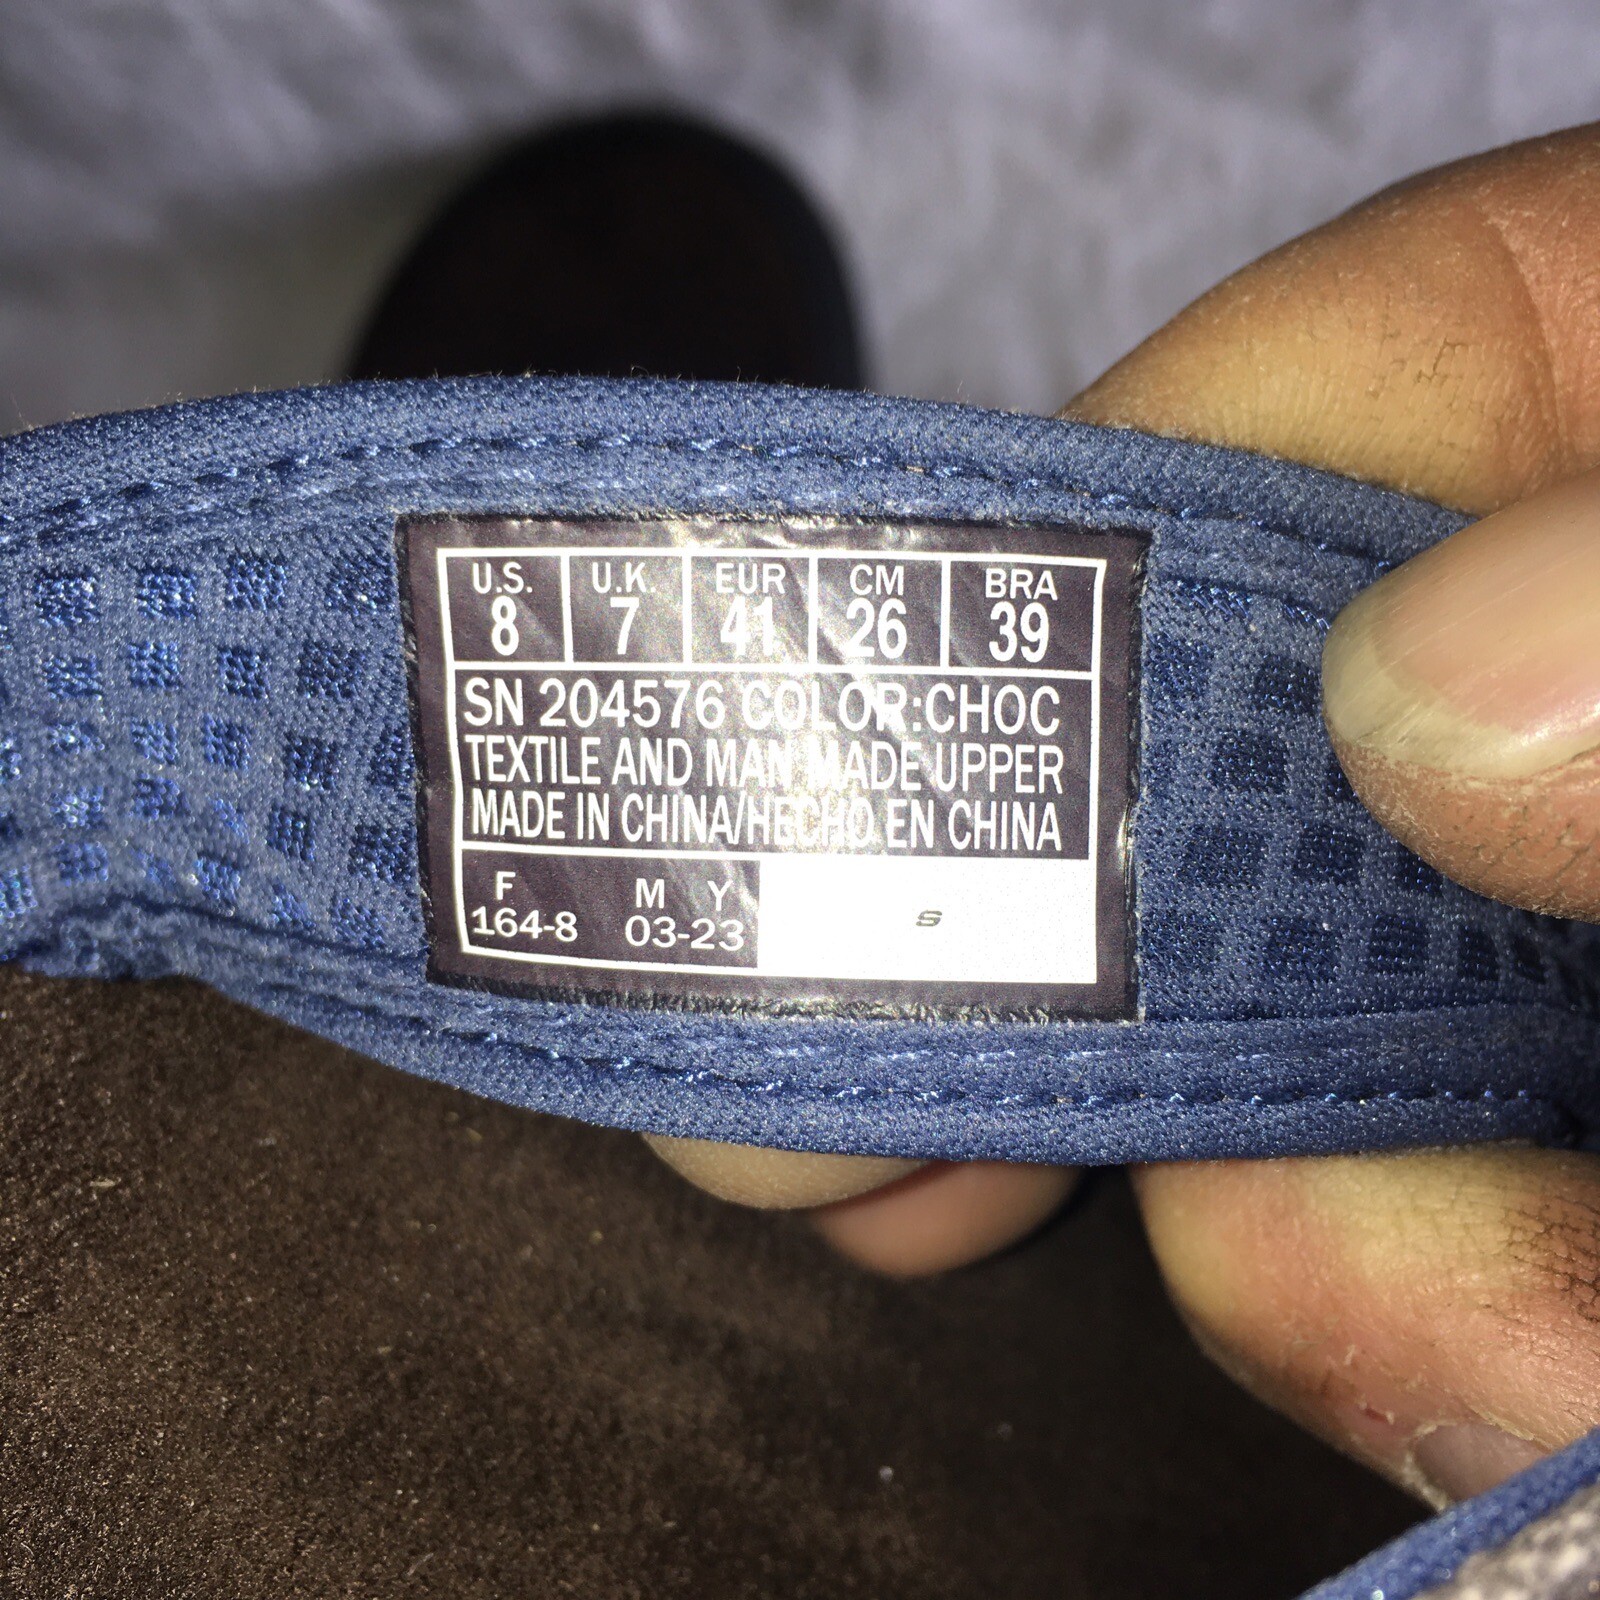 U.S. U.K. EUR CM BRA
8 7 41 26 39
SN 204576 COLOR:CHOC
TEXTILE AND MAN MADE UPPER
MADE IN CHINA/HECHO EN CHINA
F M Y
164-8 03-23
S